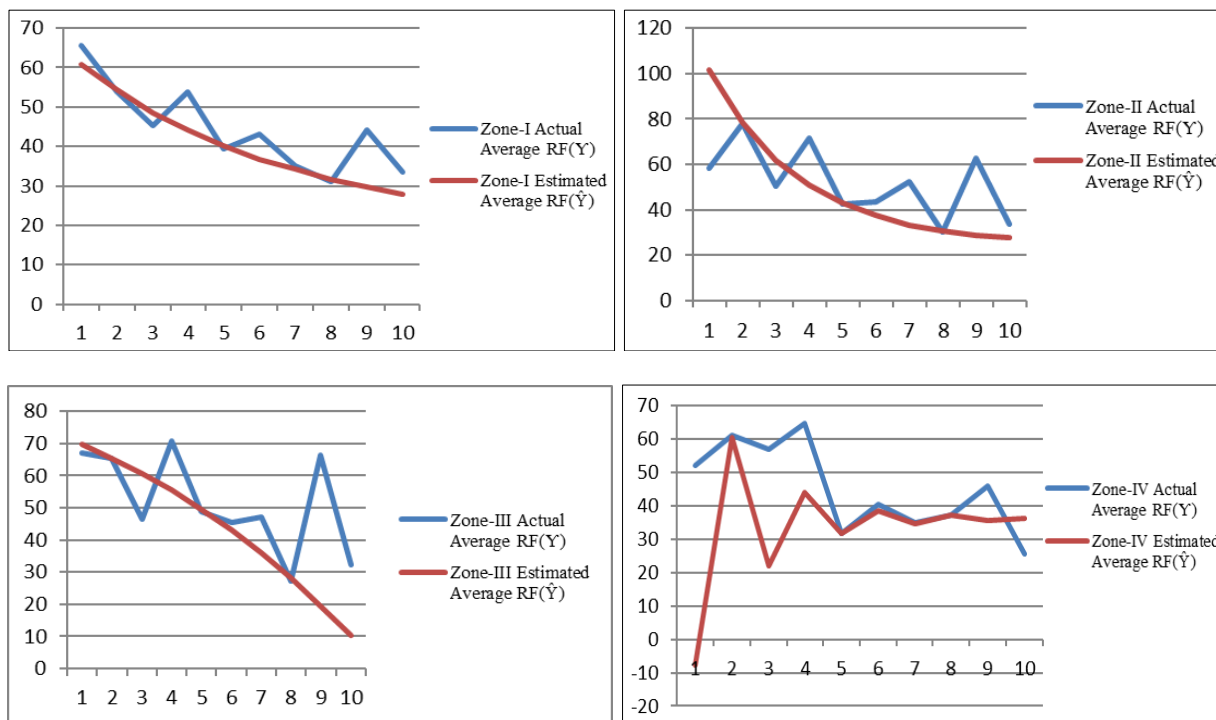 70
60
50
40
30
20
10
0
1 2 3 4 5 6 7 8 9 10
Zone-I Actual
Average RF(Y)
Zone-I Estimated
Average RF(Ŷ)
120
100
80
60
40
20
0
1 2 3 4 5 6 7 8 9 10
Zone-II Actual
Average RF(Y)
Zone-II Estimated
Average RF(Ŷ)
80
70
60
50
40
30
20
10
0
1 2 3 4 5 6 7 8 9 10
Zone-III Actual
Average RF(Y)
Zone-III Estimated
Average RF(Ŷ)
70
60
50
40
30
20
10
0
-10
-20
1 2 3 4 5 6 7 8 9 10
Zone-IV Actual
Average RF(Y)
Zone-IV Estimated
Average RF(Ŷ)